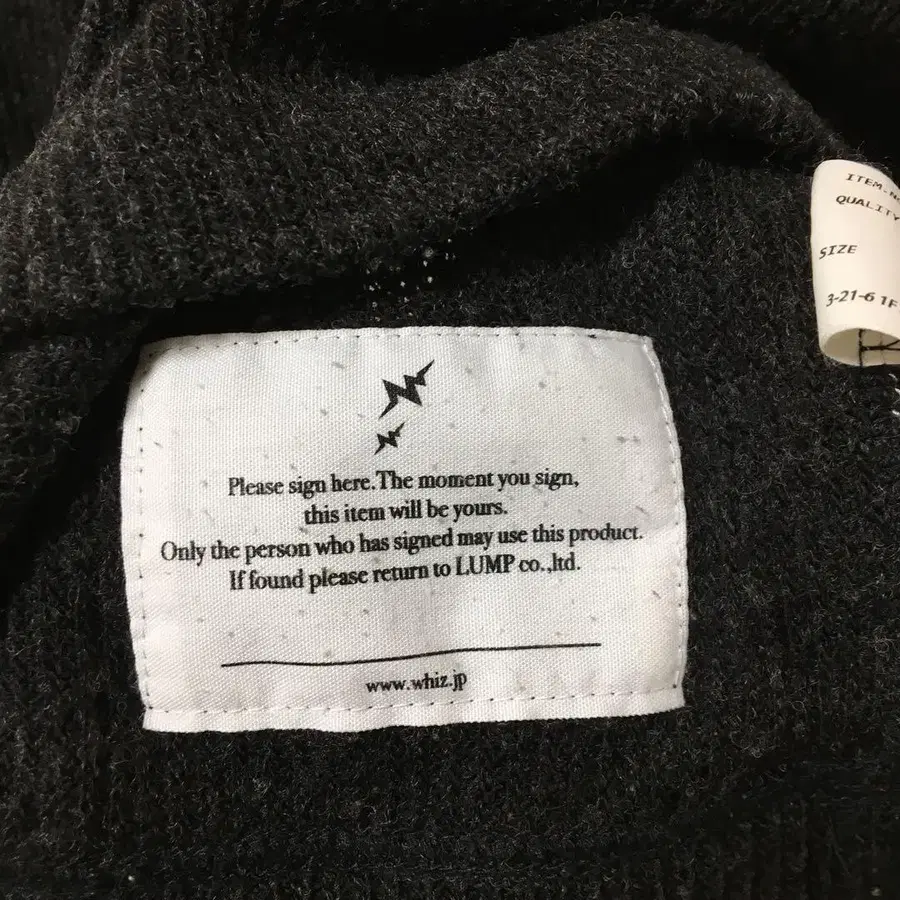 Please sign here.The moment you sign,
this item will be yours.
Only the person who has signed may use this product.
If found please return to LUMP co.,ltd.
www.whiz.jp
QUALITY
SIZE
3-21-6 1F